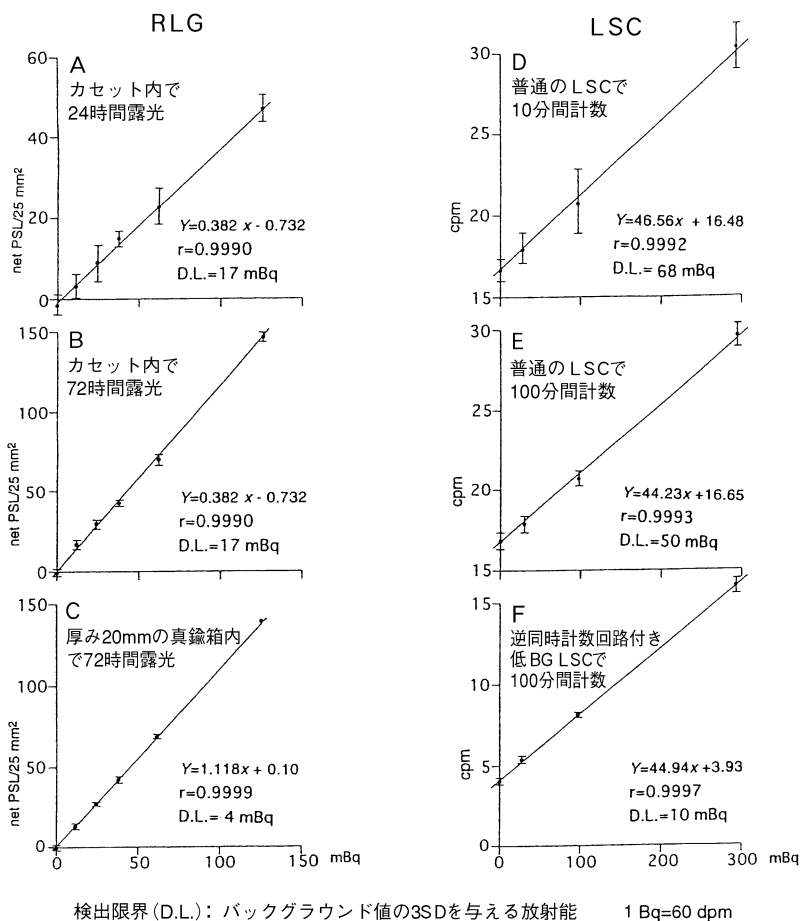 RLG
A
カセット内で
24時間露光
60
40
20
0
net PSL/25 mm²
Y=0.382 x - 0.732
r=0.9990
D.L.=17 mBq
B
カセット内で
72時間露光
150
100
50
0
net PSL/25 mm²
Y=0.382 x - 0.732
r=0.9990
D.L.=17 mBq
C
厚み20mmの真鍮箱内
で72時間露光
150
100
50
0
net PSL/25 mm²
Y=1.118x + 0.10
r=0.9999
D.L.= 4 mBq
0 50 100 150 mBq
LSC
D
普通のLSCで
10分間計数
30
25
20
15
cpm
Y=46.56x + 16.48
r=0.9992
D.L.= 68 mBq
E
普通のLSCで
100分間計数
30
25
20
15
cpm
Y=44.23x+16.65
r=0.9993
D.L.=50 mBq
F
逆同時計数回路付き
低BG LSCで
100分間計数
15
10
5
0
cpm
Y=44.94x+3.93
r=0.9997
D.L.=10 mBq
0 100 200 300 mBq
検出限界(D.L.): バックグラウンド値の3SDを与える放射能 1 Bq=60 dpm